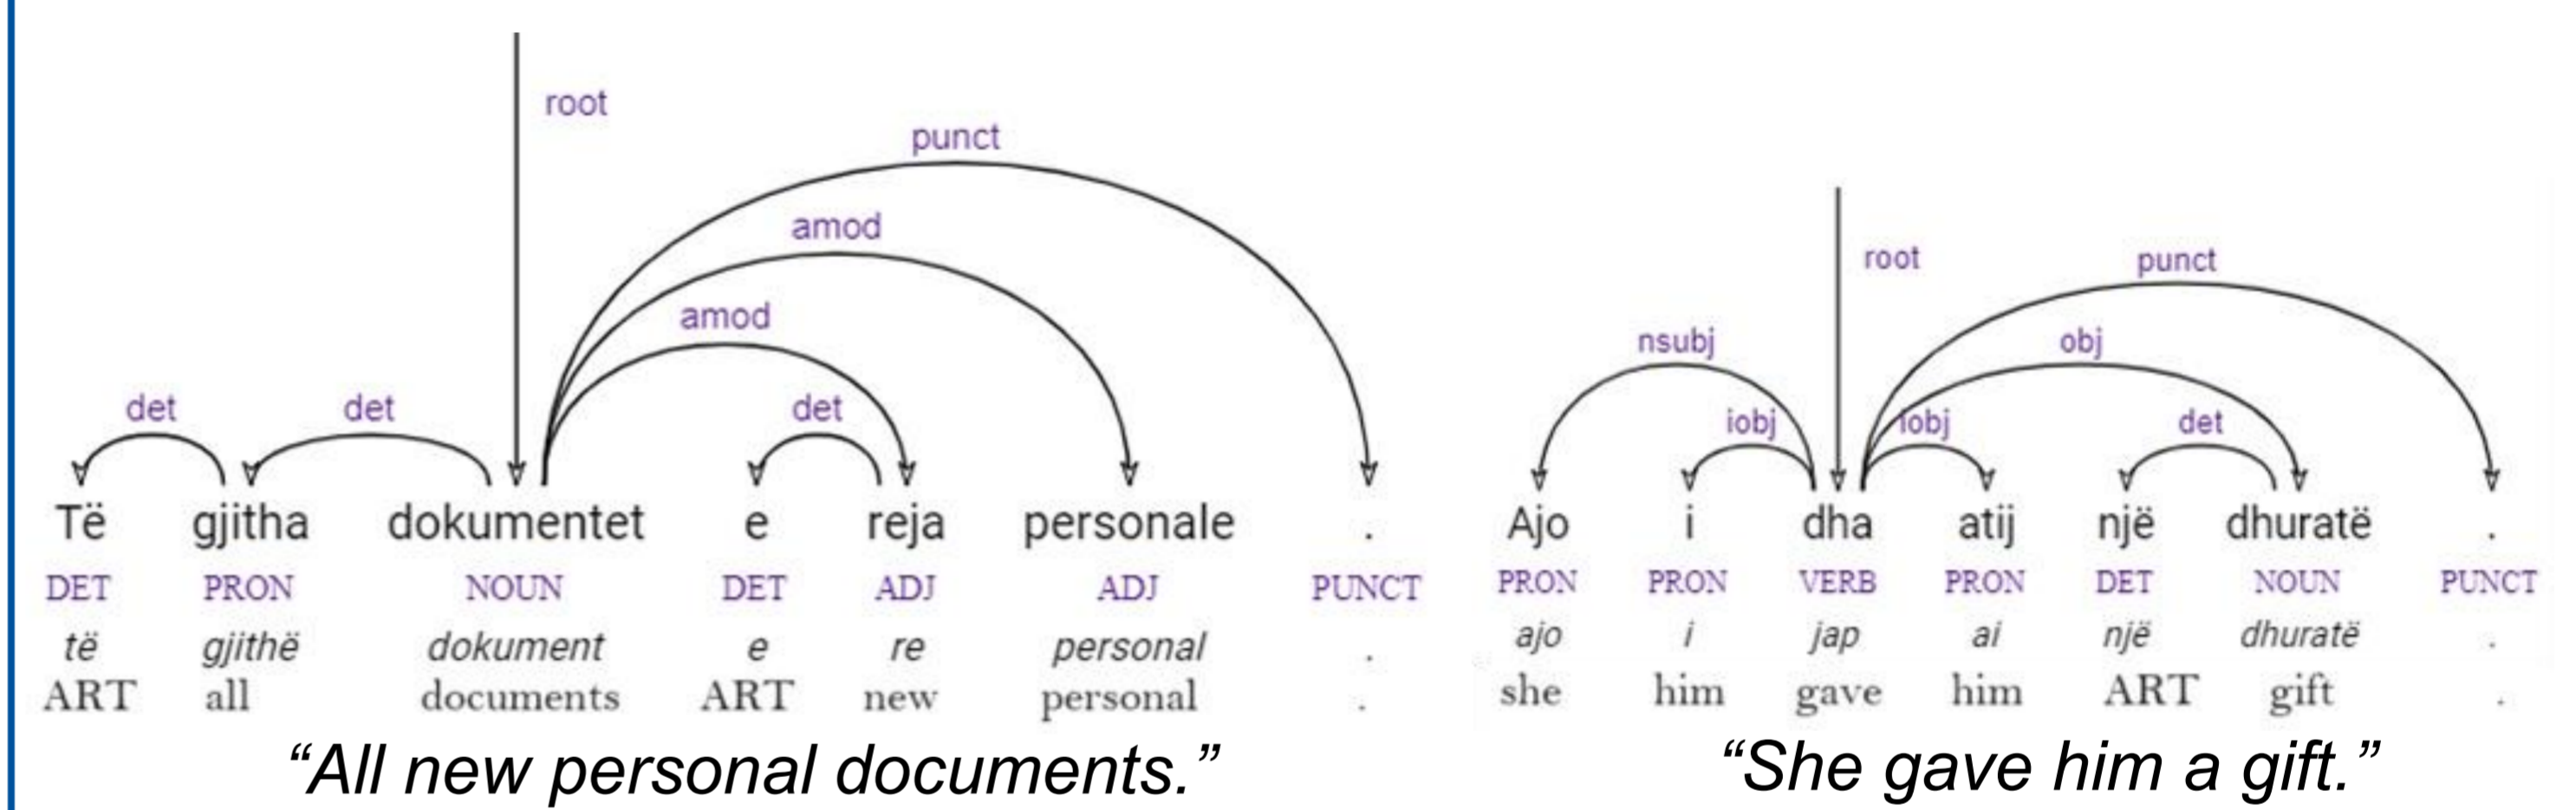 root
punct
amod
amod
det det det
Të gjitha dokumentet e reja personale .
DET PRON NOUN DET ADJ ADJ PUNCT
të gjithë dokument e re personal .
ART all documents ART new personal .
“All new personal documents.”
root
punct
nsubj obj
iobj iobj det
Ajo i dha atij një dhuratë .
PRON PRON VERB PRON DET NOUN PUNCT
ajo i jap ai një dhuratë .
she him gave him ART gift .
“She gave him a gift.”